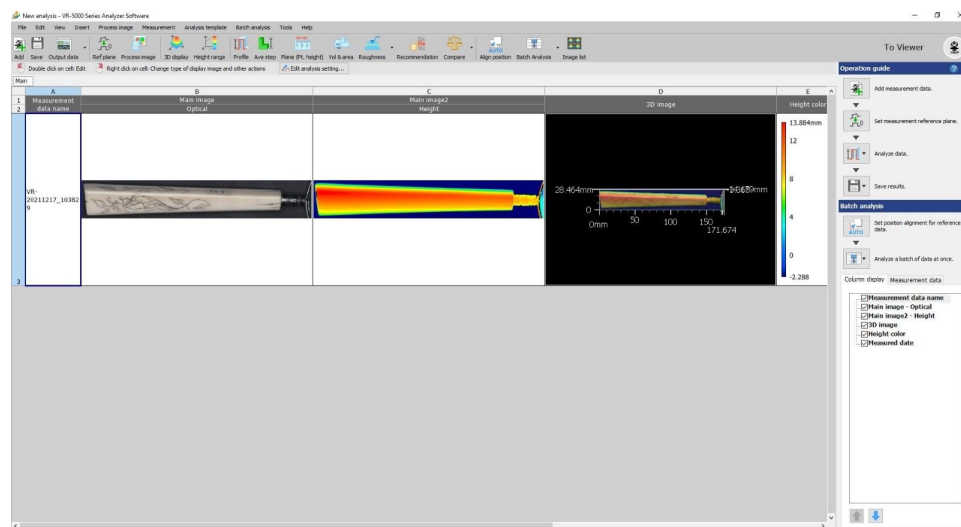 New analysis - VR-5000 Series Analyzer Software
File Edit View Insert Process image Measurement Analysis template Batch analysis Tools Help
Add Save Output data Ref plane Process image 3D display Height range Profile Ave step Plane (Pt. height) Vol & area Roughness Recommendation Compare Align position Batch Analysis Image list
AUTO
To Viewer
Double click on cell: Edit Right click on cell: Change type of display image and other actions Edit analysis setting...
Main
A B C D E
1 Measurement Main image Main image2 3D image Height color
2 data name Optical Height
3
VR-
20211217_10382
9
28.464mm
0
0mm 50 100 150
171.674
13.884mm
12
8
4
0
-2.288
Operation guide
Add measurement data.
Set measurement reference plane.
Analyze data.
Save results.
Batch analysis
AUTO
Set position alignment for reference
data.
Analyze a batch of data at once.
Column display Measurement data
Measurement data name
Main image - Optical
Main image2 - Height
3D image
Height color
Measured date